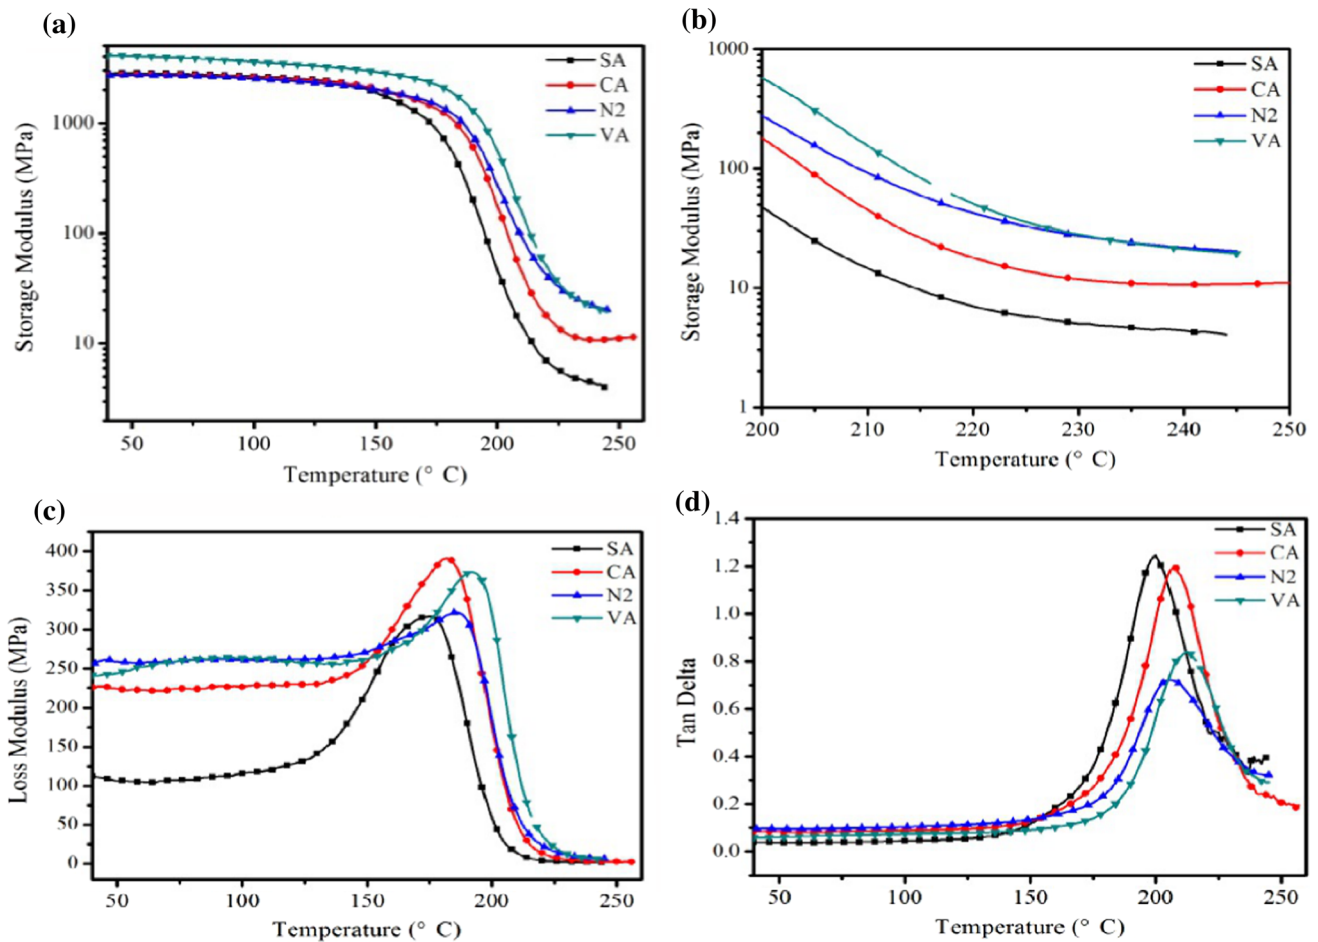 (a)
SA
CA
N2
VA
1000
100
10
Storage Modulus (MPa)
50 100 150 200 250
Temperature (° C)
(b)
SA
CA
N2
VA
1000
100
10
1
Storage Modulus (MPa)
200 210 220 230 240 250
Temperature (° C)
(c)
SA
CA
N2
VA
400
350
300
250
200
150
100
50
0
Loss Modulus (MPa)
50 100 150 200 250
Temperature (° C)
(d)
SA
CA
N2
VA
1.4
1.2
1.0
0.8
0.6
0.4
0.2
0.0
Tan Delta
50 100 150 200 250
Temperature (° C)